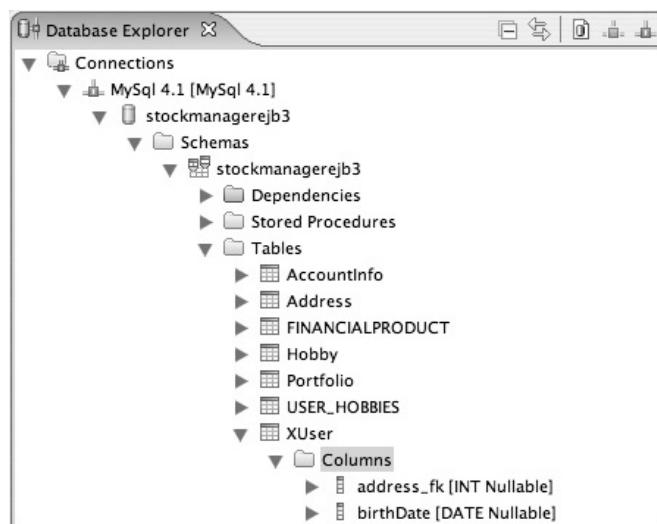 Database Explorer
Connections
MySql 4.1 [MySql 4.1]
stockmanagerejb3
Schemas
stockmanagerejb3
Dependencies
Stored Procedures
Tables
AccountInfo
Address
FINANCIALPRODUCT
Hobby
Portfolio
USER_HOBBIES
XUser
Columns
address_fk [INT Nullable]
birthDate [DATE Nullable]